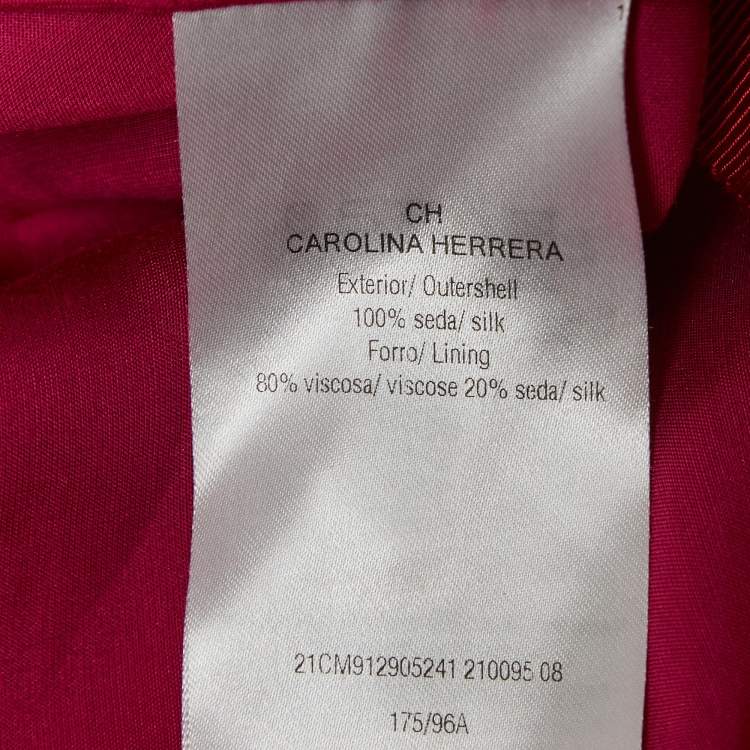 CH
CAROLINA HERRERA
Exterior/ Outershell
100% seda/ silk
Forro/ Lining
80% viscosa/ viscose 20% seda/ silk
21CM912905241 210095 08
175/96A